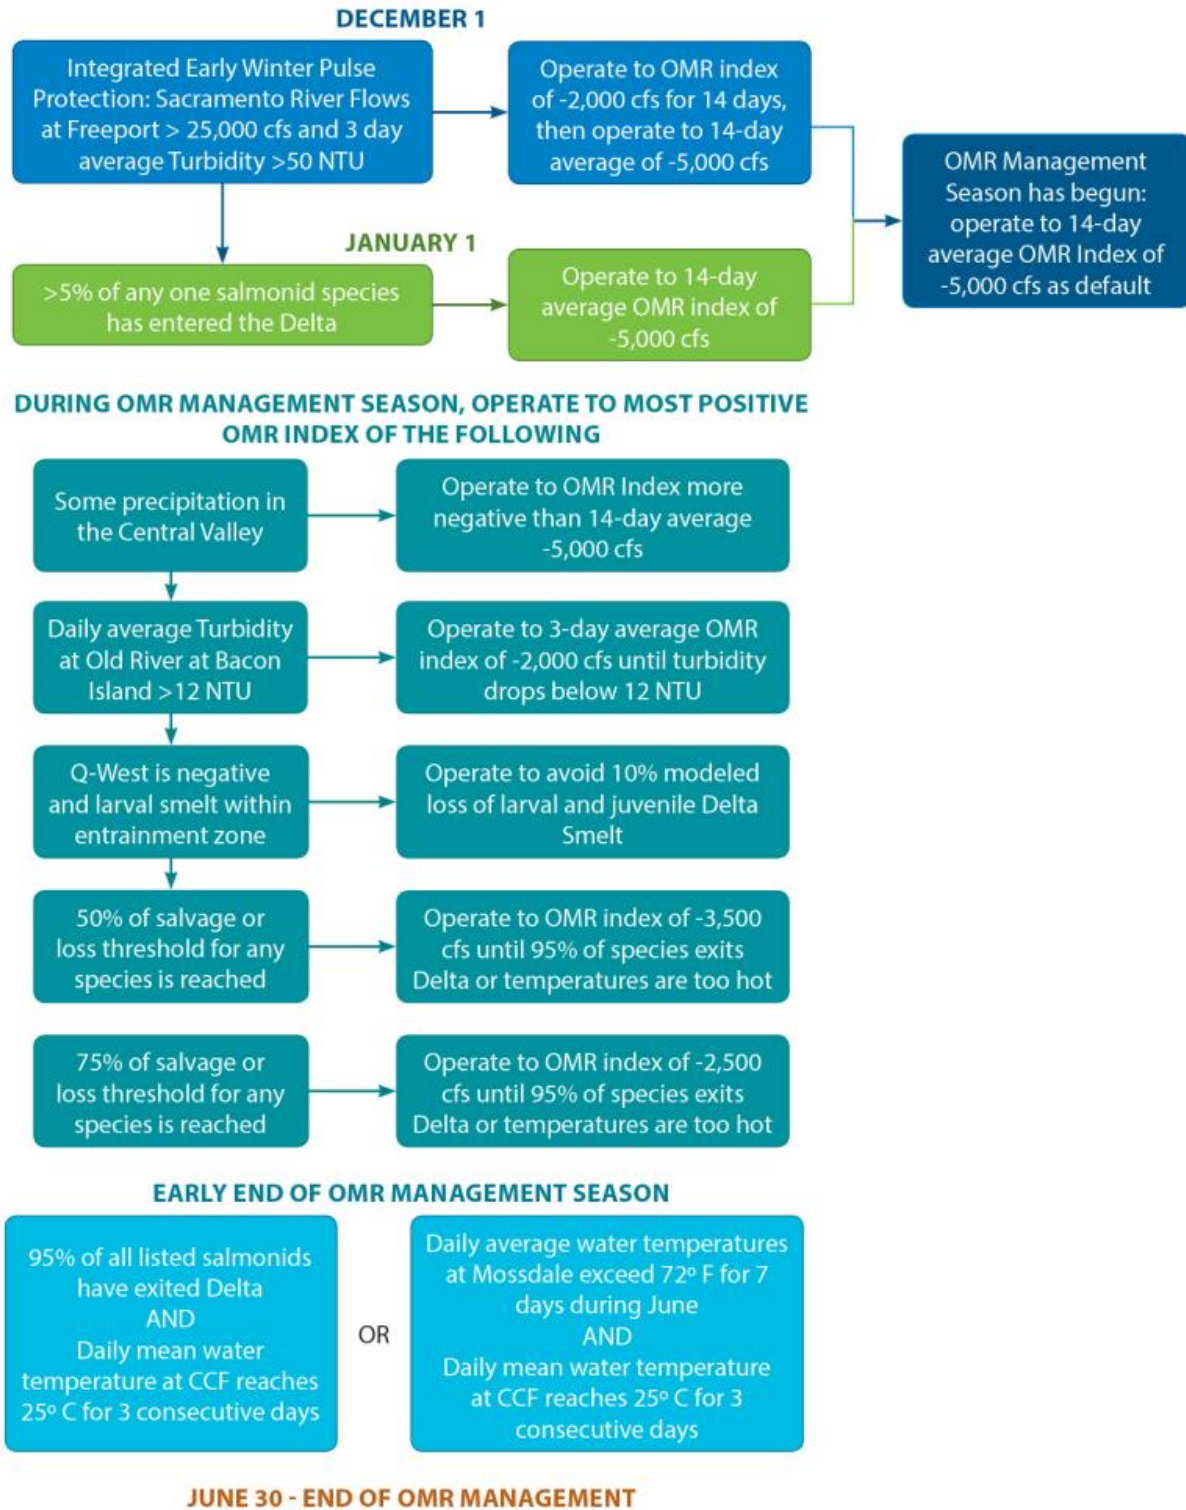 DECEMBER 1
Integrated Early Winter Pulse
Protection: Sacramento River Flows
at Freeport > 25,000 cfs and 3 day
average Turbidity >50 NTU
Operate to OMR index
of -2,000 cfs for 14 days,
then operate to 14-day
average of -5,000 cfs
OMR Management
Season has begun:
operate to 14-day
average OMR Index of
-5,000 cfs as default
JANUARY 1
>5% of any one salmonid species
has entered the Delta
Operate to 14-day
average OMR index of
-5,000 cfs
DURING OMR MANAGEMENT SEASON, OPERATE TO MOST POSITIVE
OMR INDEX OF THE FOLLOWING
Some precipitation in
the Central Valley
Operate to OMR Index more
negative than 14-day average
-5,000 cfs
Daily average Turbidity
at Old River at Bacon
Island >12 NTU
Operate to 3-day average OMR
index of -2,000 cfs until turbidity
drops below 12 NTU
Q-West is negative
and larval smelt within
entrainment zone
Operate to avoid 10% modeled
loss of larval and juvenile Delta
Smelt
50% of salvage or
loss threshold for any
species is reached
Operate to OMR index of -3,500
cfs until 95% of species exits
Delta or temperatures are too hot
75% of salvage or
loss threshold for any
species is reached
Operate to OMR index of -2,500
cfs until 95% of species exits
Delta or temperatures are too hot
EARLY END OF OMR MANAGEMENT SEASON
95% of all listed salmonids
have exited Delta
AND
Daily mean water
temperature at CCF reaches
25º C for 3 consecutive days
OR
Daily average water temperatures
at Mossdale exceed 72º F for 7
days during June
AND
Daily mean water temperature
at CCF reaches 25º C for 3
consecutive days
JUNE 30 - END OF OMR MANAGEMENT